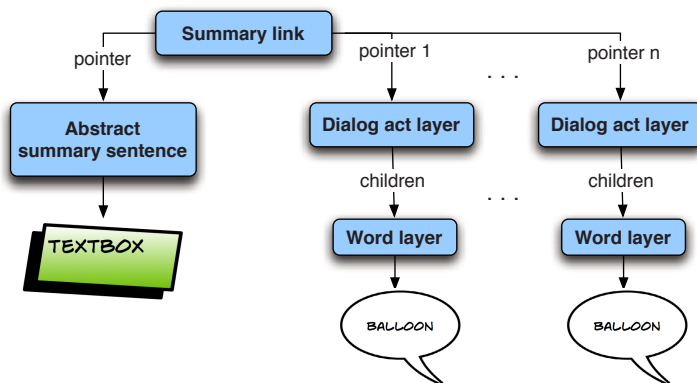 Summary link
pointer
pointer 1
. . .
pointer n
Abstract
summary sentence
Dialog act layer
Dialog act layer
children
. . .
children
TEXTBOX
Word layer
Word layer
BALLOON
BALLOON